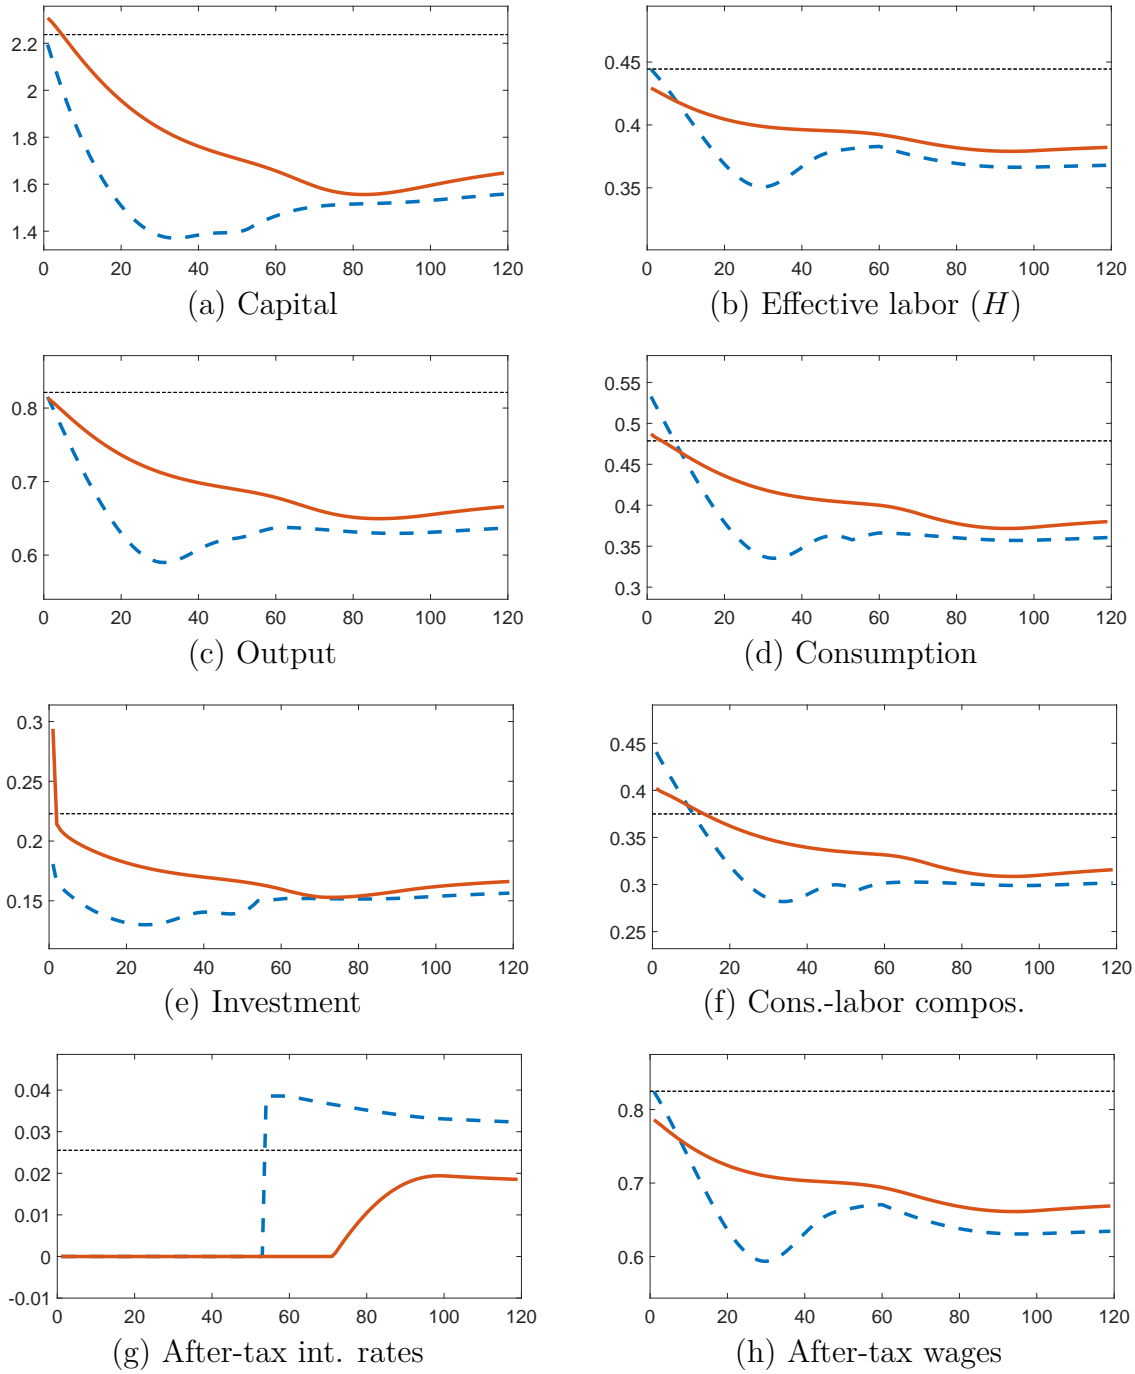 2.2
2
1.8
1.6
1.4
0 20 40 60 80 100 120
(a) Capital
0.45
0.4
0.35
0 20 40 60 80 100 120
(b) Effective labor (H)
0.8
0.7
0.6
0 20 40 60 80 100 120
(c) Output
0.55
0.5
0.45
0.4
0.35
0.3
0 20 40 60 80 100 120
(d) Consumption
0.3
0.25
0.2
0.15
0 20 40 60 80 100 120
(e) Investment
0.45
0.4
0.35
0.3
0.25
0 20 40 60 80 100 120
(f) Cons.-labor compos.
0.04
0.03
0.02
0.01
0
-0.01
0 20 40 60 80 100 120
(g) After-tax int. rates
0.8
0.7
0.6
0 20 40 60 80 100 120
(h) After-tax wages